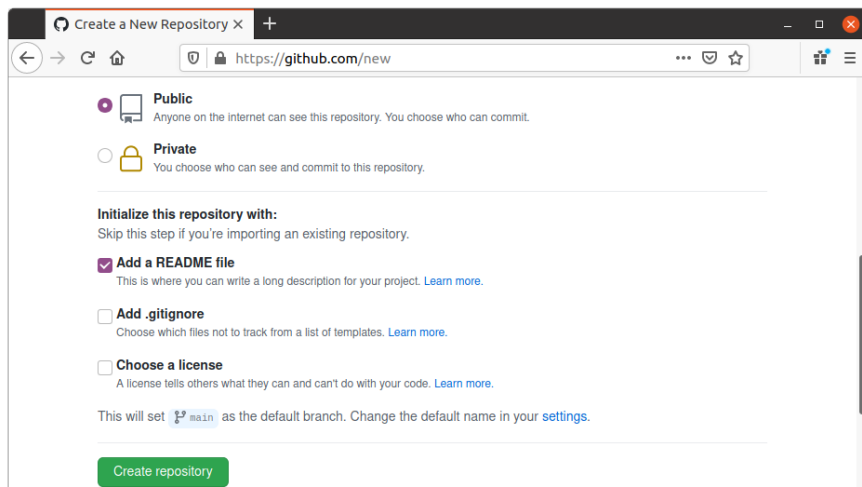 Create a New Repository
https://github.com/new
Public
Anyone on the internet can see this repository. You choose who can commit.
Private
You choose who can see and commit to this repository.
Initialize this repository with:
Skip this step if you're importing an existing repository.
Add a README file
This is where you can write a long description for your project. Learn more.
Add .gitignore
Choose which files not to track from a list of templates. Learn more.
Choose a license
A license tells others what they can and can't do with your code. Learn more.
This will set main as the default branch. Change the default name in your settings.
Create repository